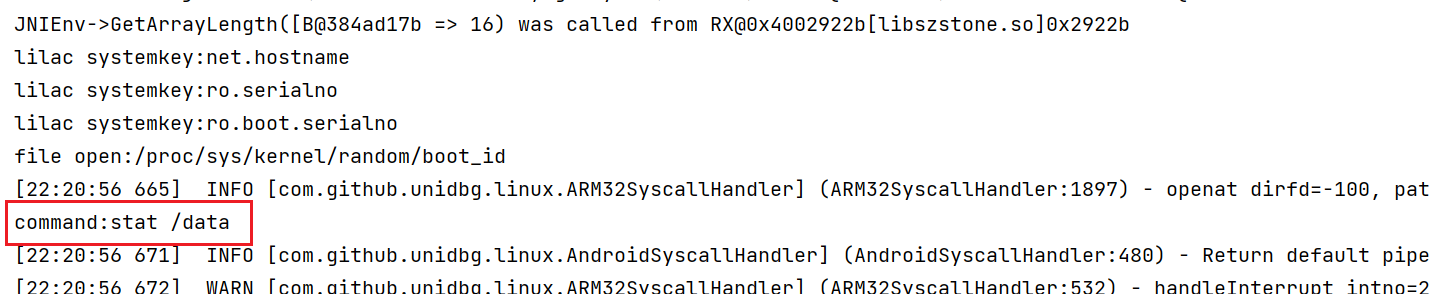 JNIEnv->GetArrayLength([B@384ad17b => 16) was called from RX@0x4002922b[libszstone.so]0x2922b
lilac systemkey:net.hostname
lilac systemkey:ro.serialno
lilac systemkey:ro.boot.serialno
file open:/proc/sys/kernel/random/boot_id
[22:20:56 665]  INFO [com.github.unidbg.linux.ARM32SyscallHandler] (ARM32SyscallHandler:1897) - openat dirfd=-100, pat
command:stat /data
[22:20:56 671]  INFO [com.github.unidbg.linux.AndroidSyscallHandler] (AndroidSyscallHandler:480) - Return default pipe
[22:20:56 672]  WARN [com.github.unidbg.linux.ARM32SyscallHandler] (ARM32SyscallHandler:532) - handleInterrupt intno=2